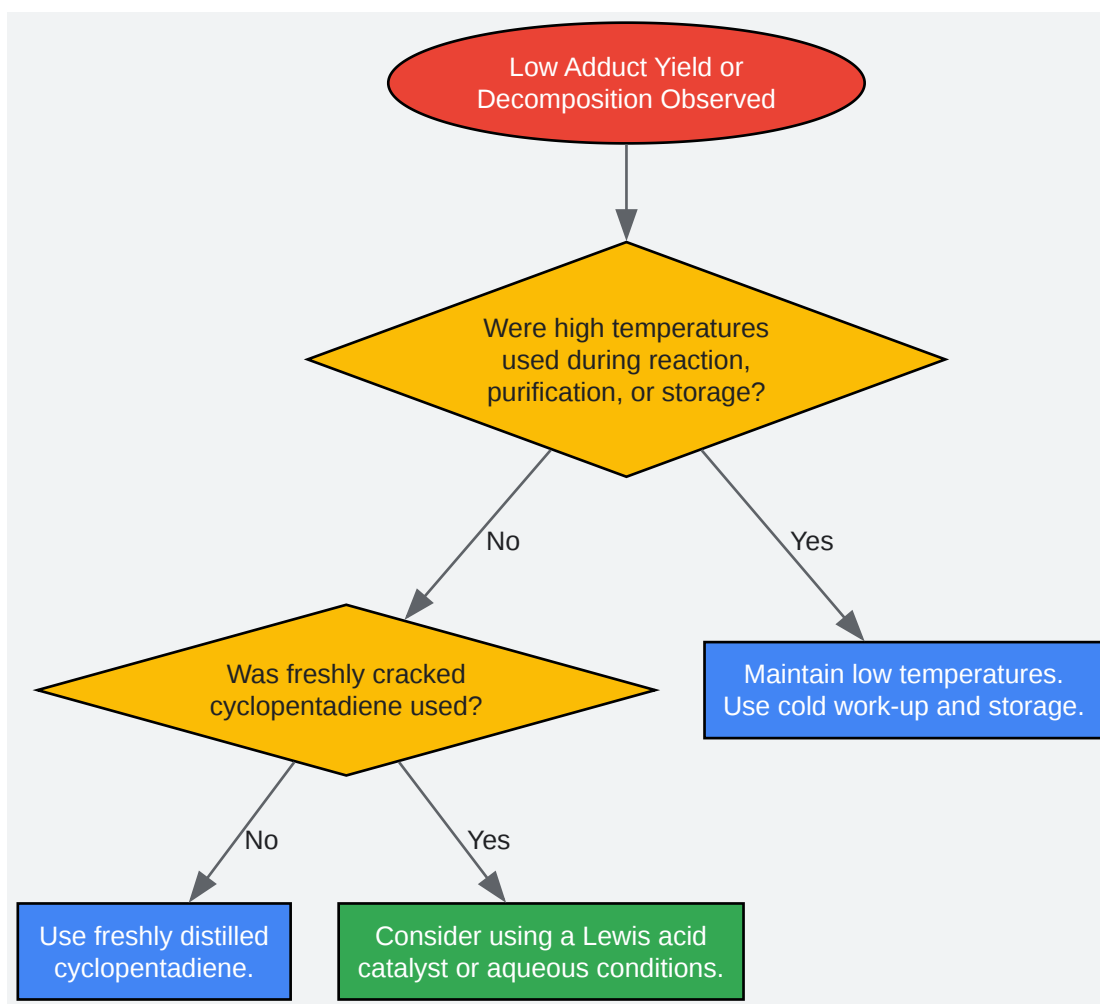 Low Adduct Yield or
Decomposition Observed
Were high temperatures
used during reaction,
purification, or storage?
No
Yes
Was freshly cracked
cyclopentadiene used?
Maintain low temperatures.
Use cold work-up and storage.
No
Yes
Use freshly distilled
cyclopentadiene.
Consider using a Lewis acid
catalyst or aqueous conditions.